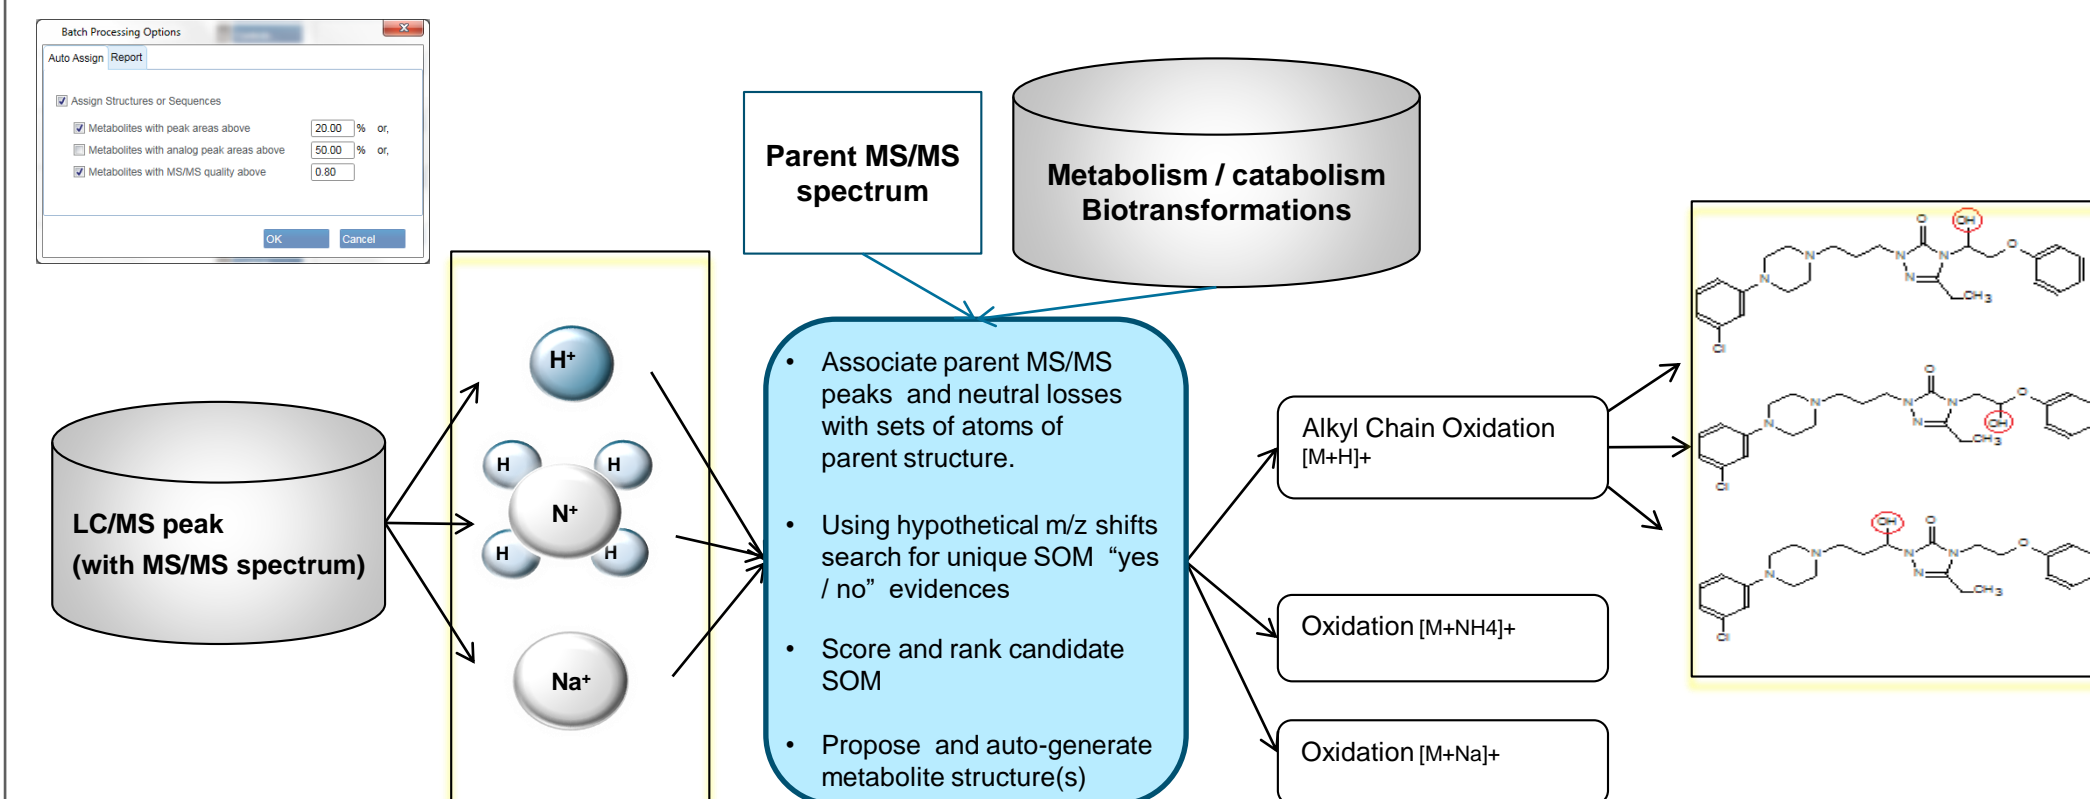 Batch Processing Options
Auto Assign Report
Assign Structures or Sequences
Metabolites with peak areas above 20.00 % or,
Metabolites with analog peak areas above 50.00 % or,
Metabolites with MS/MS quality above 0.80
OK Cancel
Parent MS/MS
spectrum
Metabolism / catabolism
Biotransformations
LC/MS peak
(with MS/MS spectrum)
H+
H H
N+
H H
Na+
• Associate parent MS/MS
peaks and neutral losses
with sets of atoms of
parent structure.
• Using hypothetical m/z shifts
search for unique SOM “yes
/ no” evidences
• Score and rank candidate
SOM
• Propose and auto-generate
metabolite structure(s)
Alkyl Chain Oxidation
[M+H]+
Oxidation [M+NH4]+
Oxidation [M+Na]+
O OH
O
N N N
N N
CH3
Cl
O
O
N N N
OH
N N
CH3
Cl
OH O
O
N N N
N N
CH3
Cl